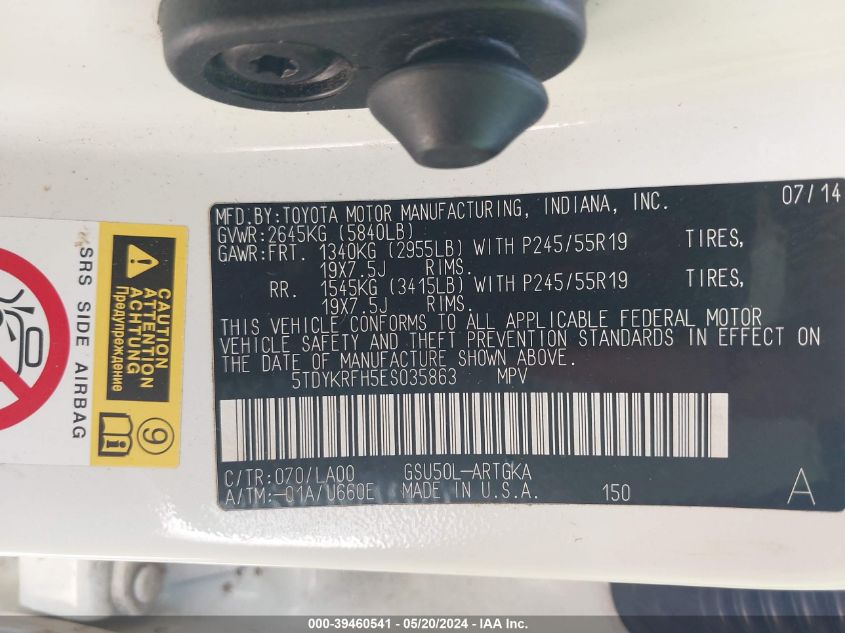 MFD.BY:TOYOTA MOTOR MANUFACTURING, INDIANA, INC. 07/14
GVWR:2645KG (5840LB)
GAWR:FRT. 1340KG (2955LB) WITH P245/55R19 TIRES,
19X7.5J RIMS.
RR. 1545KG (3415LB) WITH P245/55R19 TIRES,
19X7.5J RIMS.
THIS VEHICLE CONFORMS TO ALL APPLICABLE FEDERAL MOTOR
VEHICLE SAFETY AND THEFT PREVENTION STANDARDS IN EFFECT ON
THE DATE OF MANUFACTURE SHOWN ABOVE.
5TDYKRFH5ES035863 MPV
C/TR:070/LA00 GSU50L-ARTGKA
A/TM:-01A/U660E MADE IN U.S.A. 150 A
SRS SIDE AIRBAG
CAUTION
ATTENTION
ACHTUNG
Предупреждение
i
9
000-39460541 - 05/20/2024 - IAA Inc.